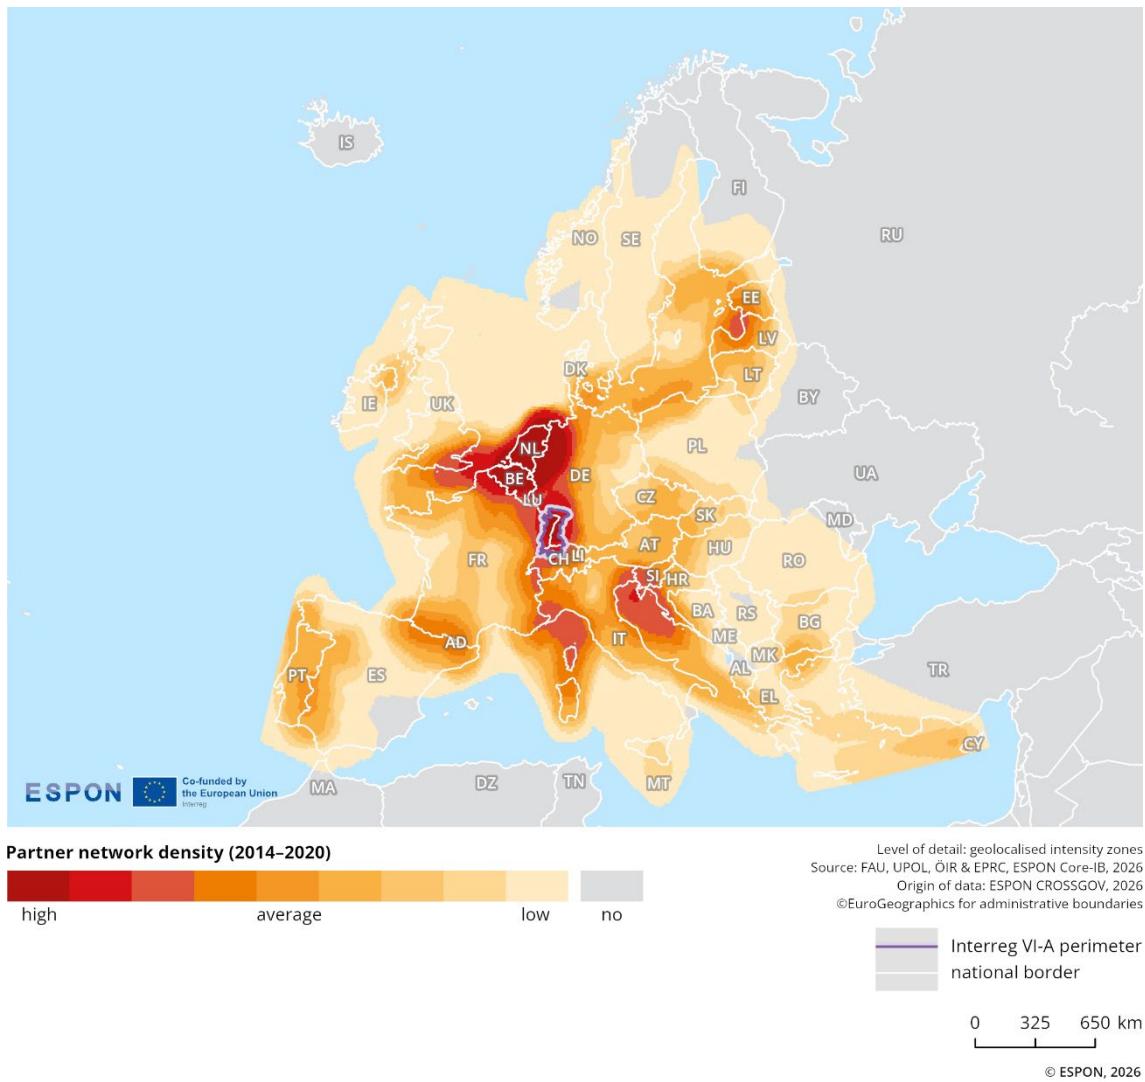 IS
FI
NO
SE
RU
EE
LV
DK
LT
IE
UK
BY
NL
PL
BE
DE
UA
LU
CZ
SK
MD
AT
HU
FR
CH
LI
RO
SI
HR
BA
RS
BG
IT
ME
AD
MK
AL
PT
ES
TR
EL
CY
MA
DZ
TN
MT
ESPON
Co-funded by
the European Union
Interreg
Partner network density (2014–2020)
high
average
low
no
Level of detail: geolocalised intensity zones
Source: FAU, UPOL, ÖIR & EPRC, ESPON Core-IB, 2026
Origin of data: ESPON CROSSGOV, 2026
©EuroGeographics for administrative boundaries
Interreg VI-A perimeter
national border
0 325 650 km
© ESPON, 2026